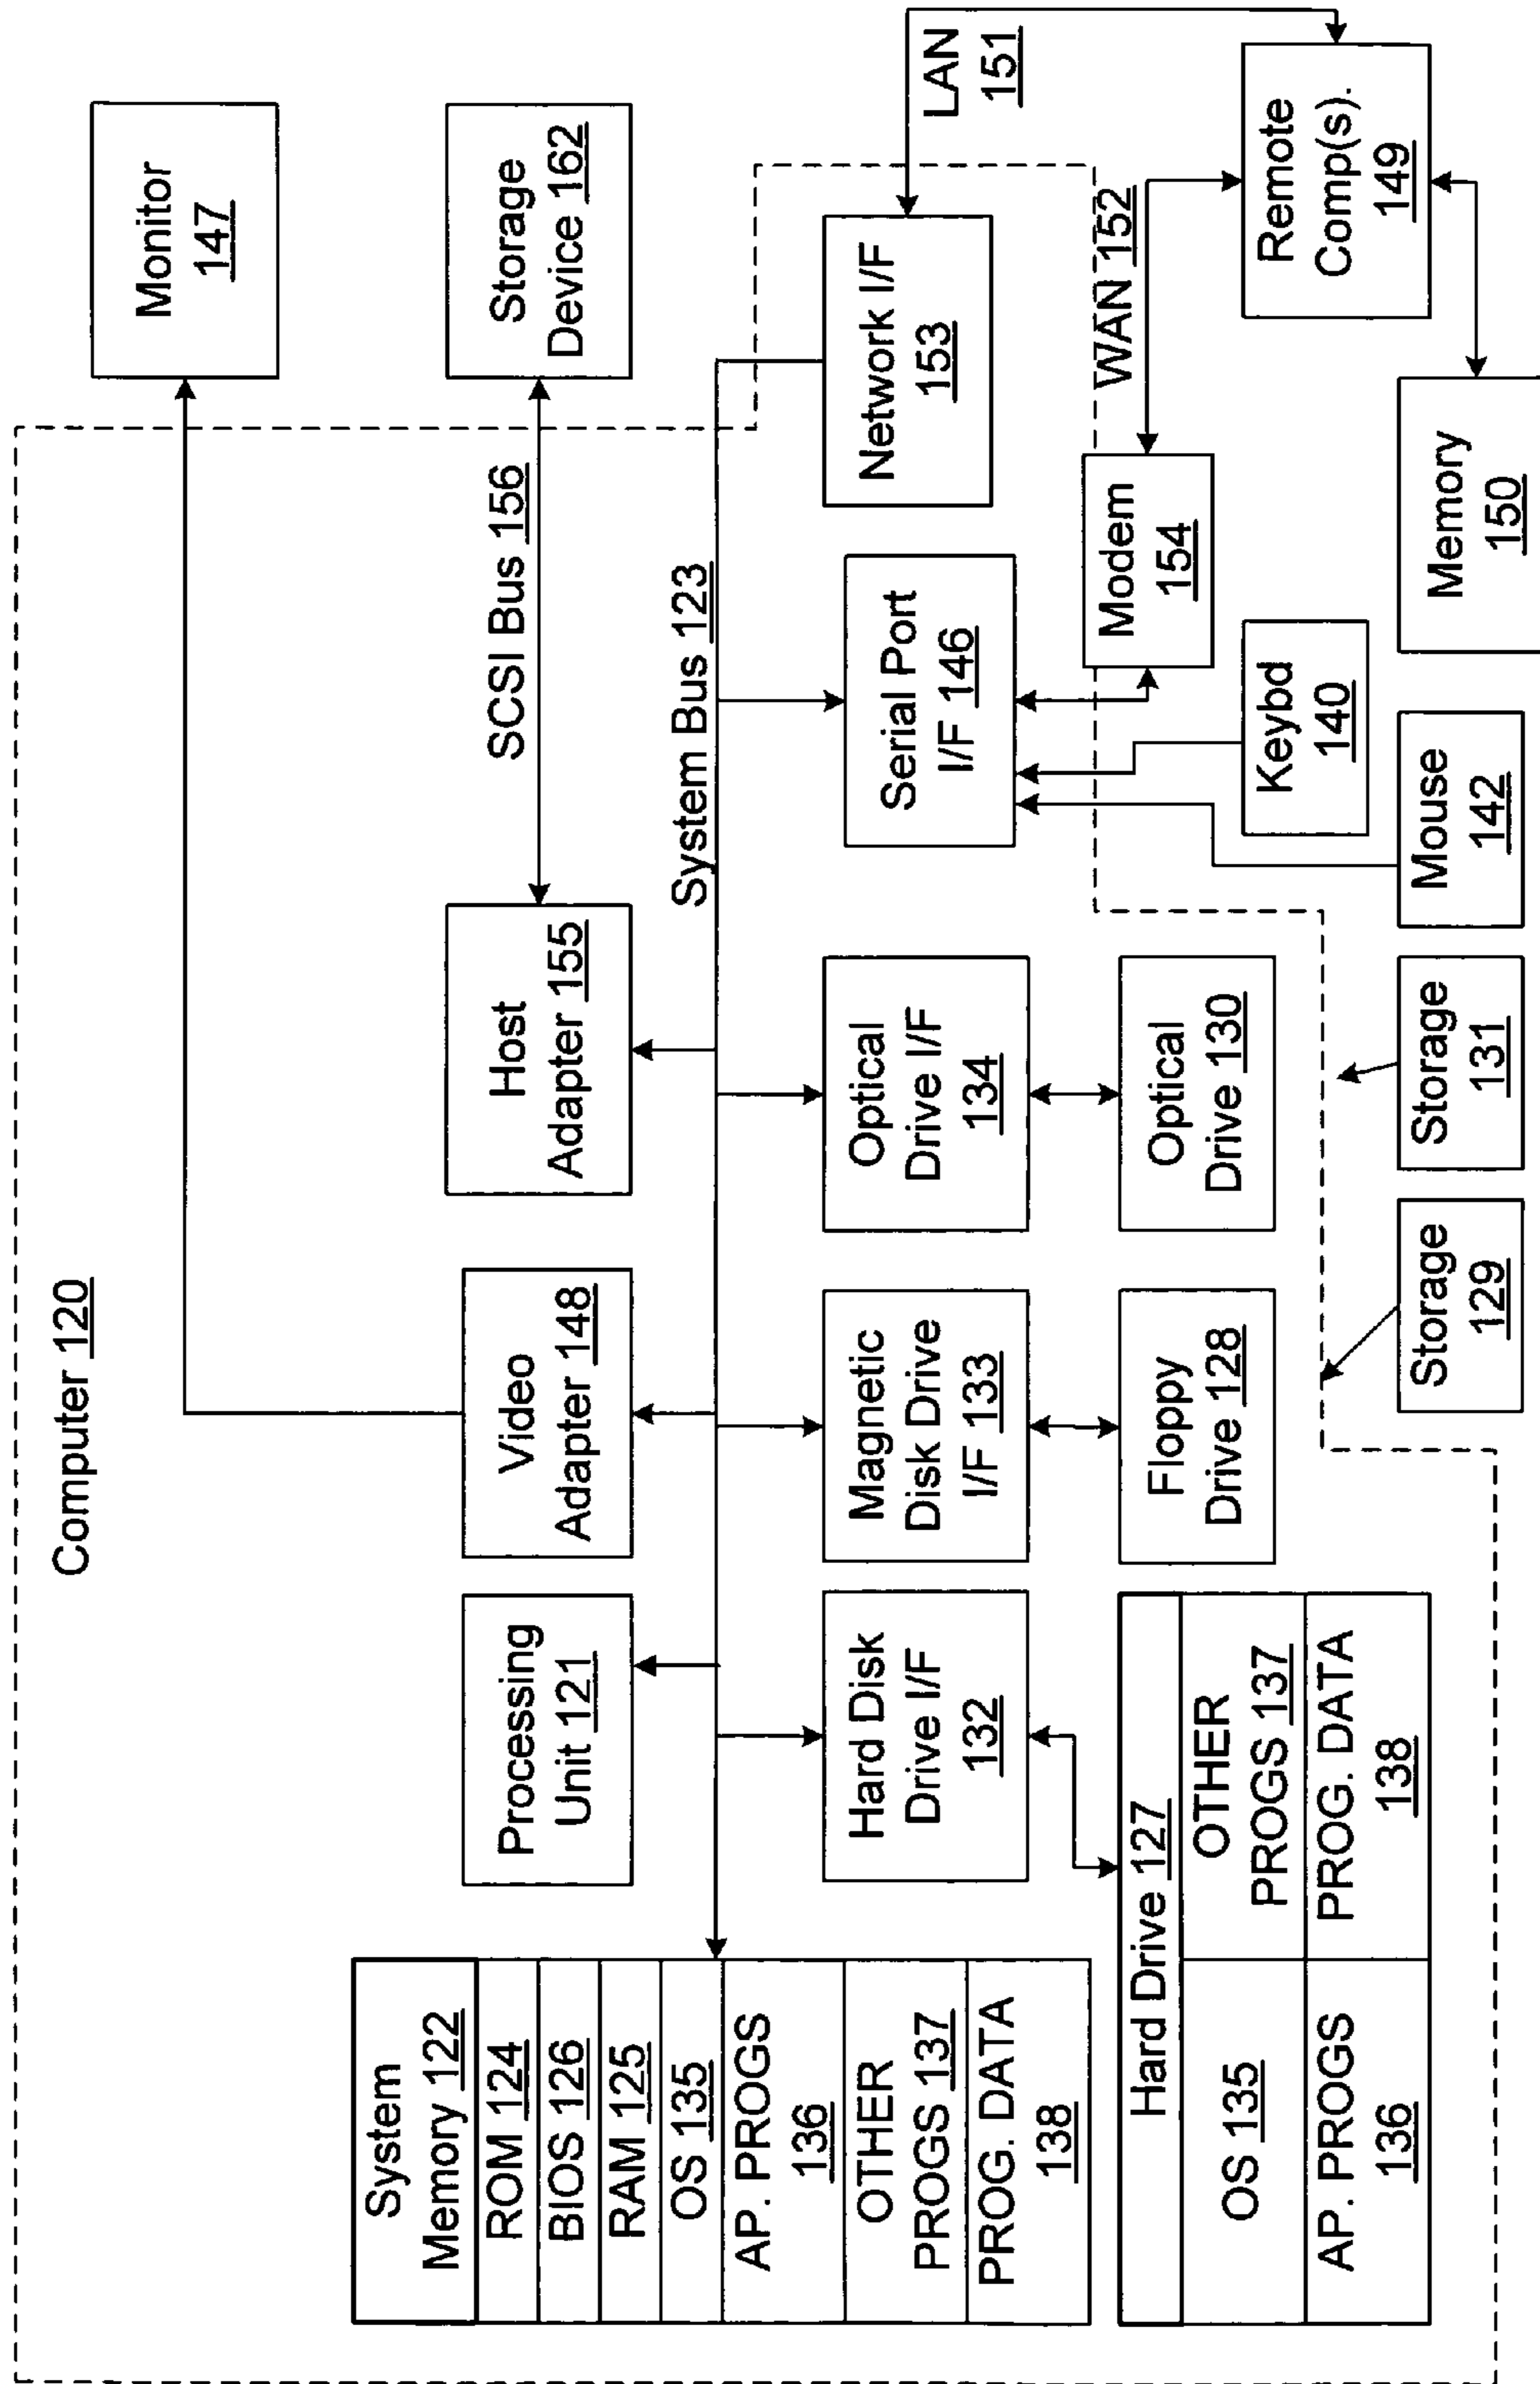 Computer 120
Monitor
147
System
Memory 122
ROM 124
BIOS 126
RAM 125
OS 135
AP. PROGS
136
OTHER
PROGS 137
PROG. DATA
138
Processing
Unit 121
Video
Adapter 148
Host
Adapter 155
SCSI Bus 156
Storage
Device 162
System Bus 123
Hard Disk
Drive I/F
132
Magnetic
Disk Drive
I/F 133
Optical
Drive I/F
134
Serial Port
I/F 146
Network I/F
153
LAN
151
Hard Drive 127
OS 135
OTHER
PROGS 137
AP. PROGS
136
PROG. DATA
138
Floppy
Drive 128
Optical
Drive 130
Modem
154
WAN 152
Keybd
140
Remote
Comp(s).
149
Storage
129
Storage
131
Mouse
142
Memory
150